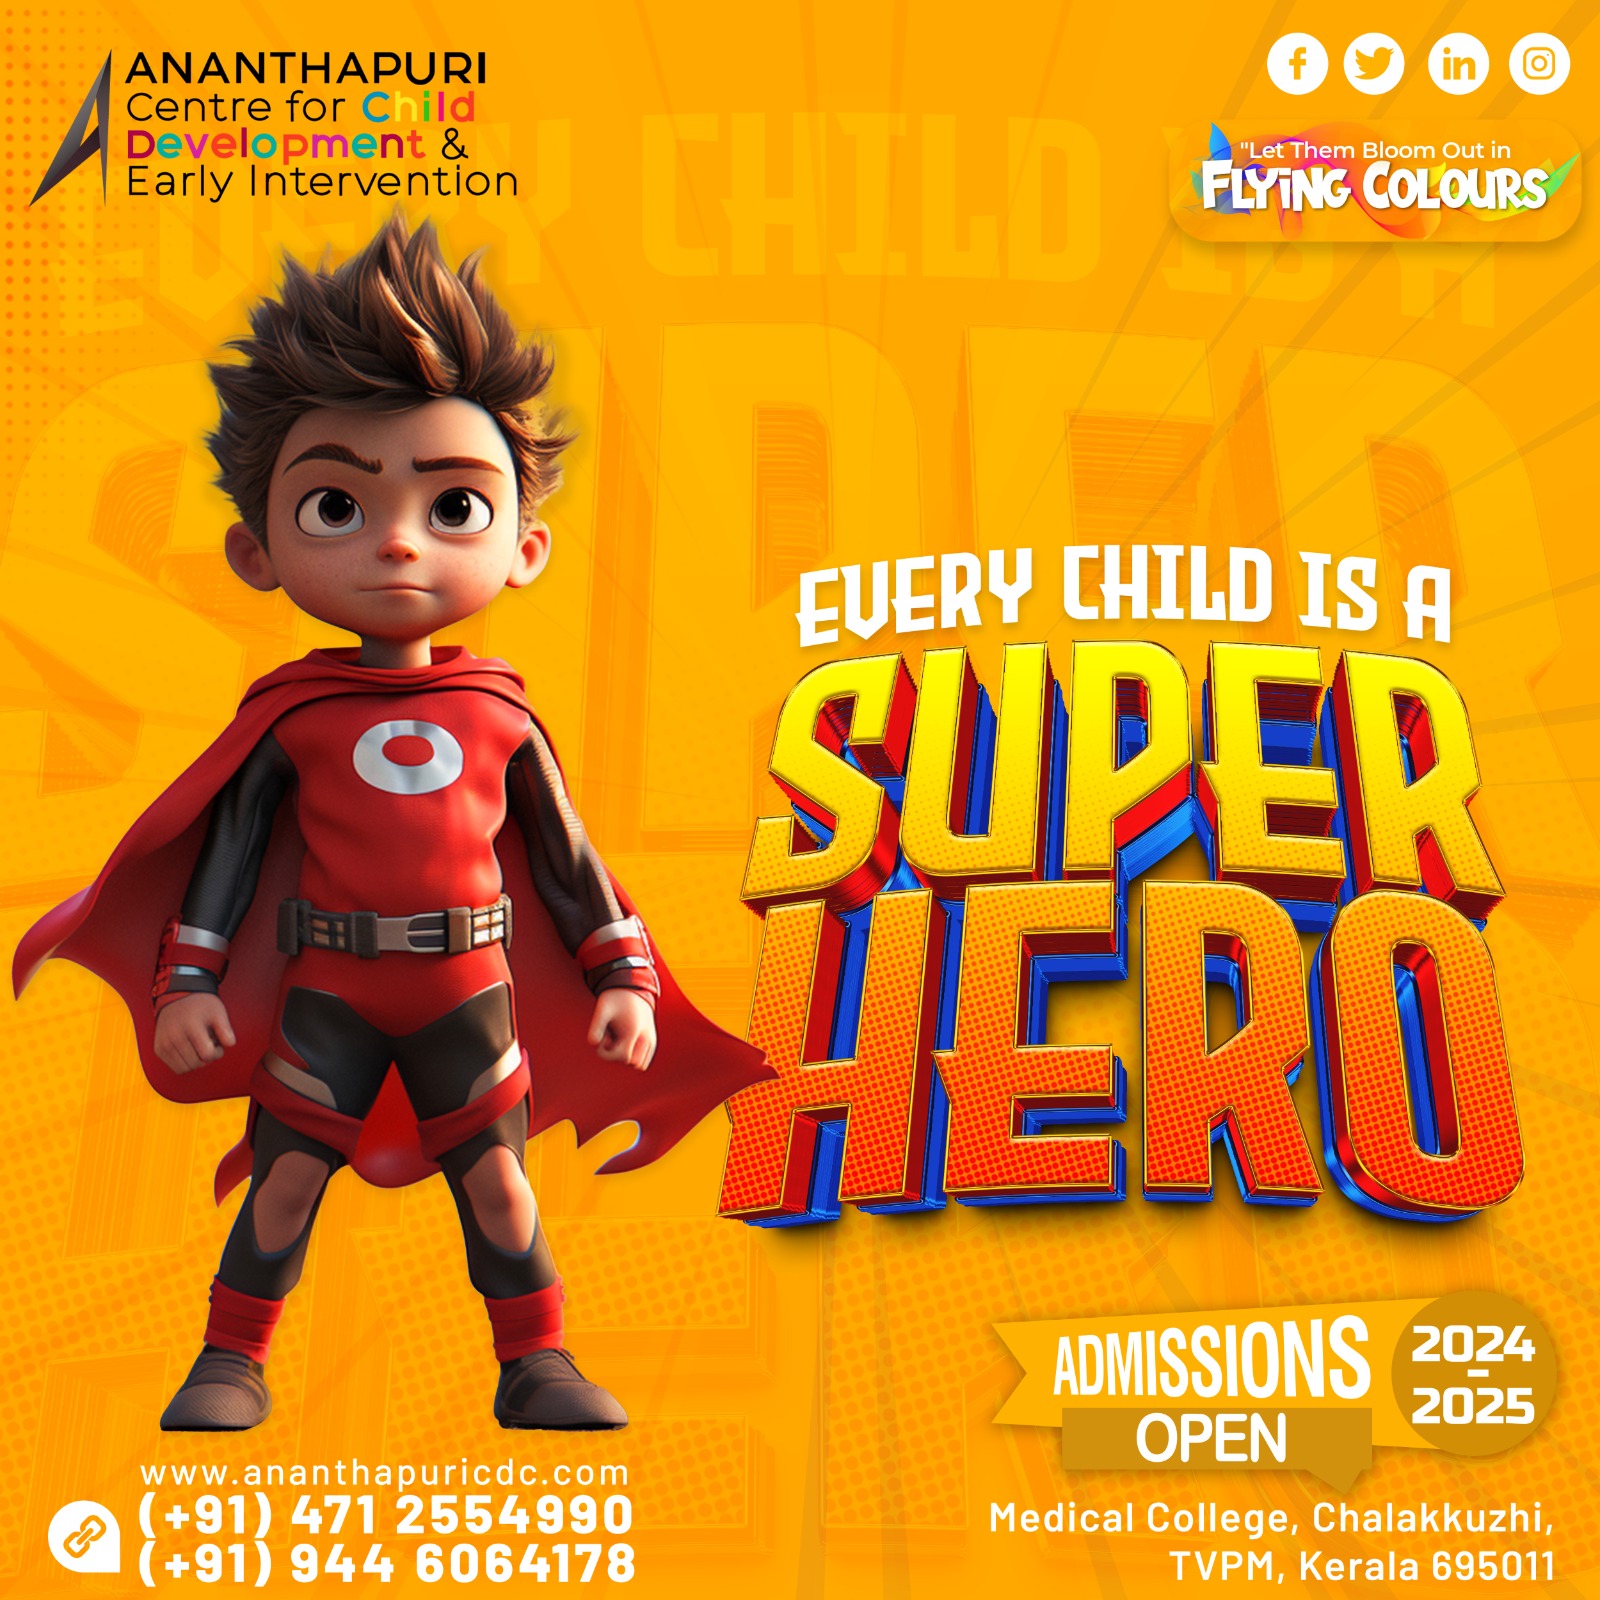 ANANTHAPURI
Centre for Child
Development &
Early Intervention
"Let Them Bloom Out in
FLYING COLOURS
EVERY CHILD IS A
SUPER
HERO
ADMISSIONS
OPEN
2024
-
2025
www.ananthapuricdc.com
(+91) 471 2554990
(+91) 944 6064178
Medical College, Chalakkuzhi,
TVPM, Kerala 695011